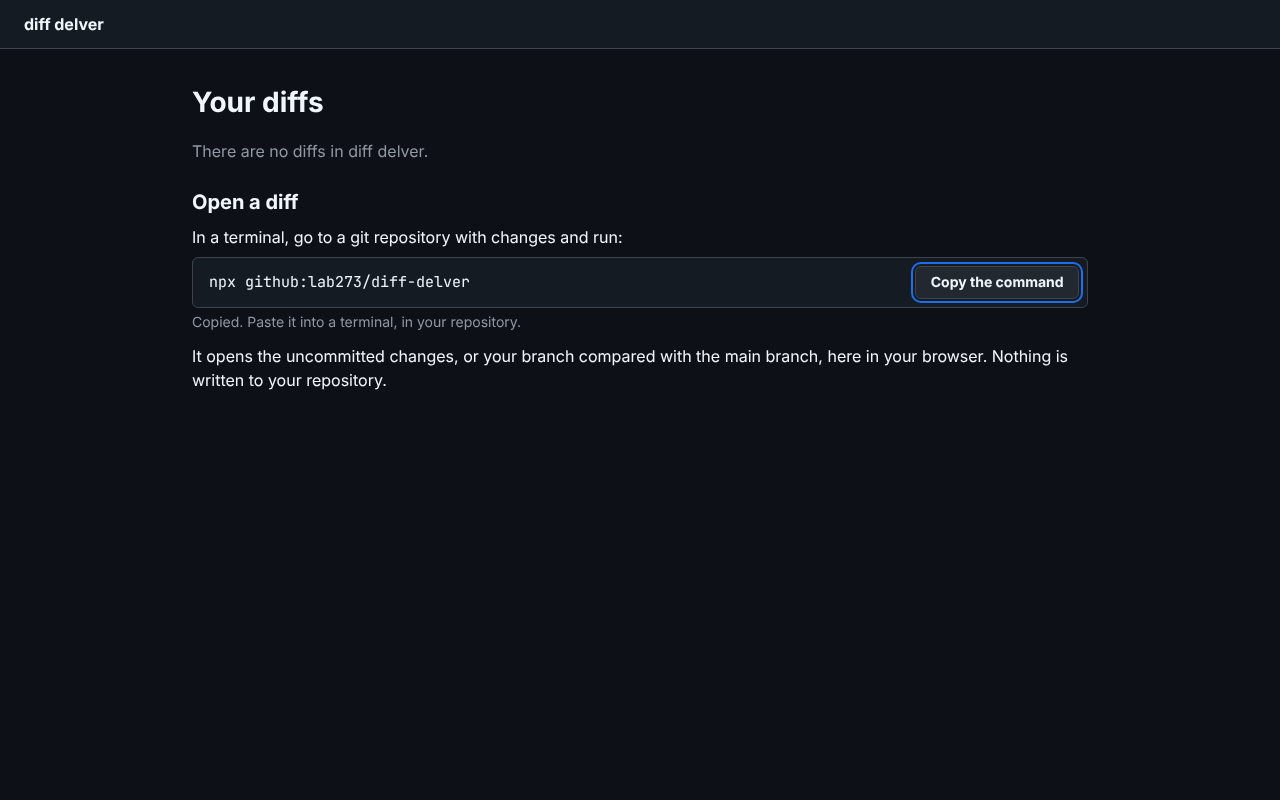 diff delver
Your diffs
There are no diffs in diff delver.
Open a diff
In a terminal, go to a git repository with changes and run:
npx github:lab273/diff-delver
Copy the command
Copied. Paste it into a terminal, in your repository.
It opens the uncommitted changes, or your branch compared with the main branch, here in your browser. Nothing is
written to your repository.